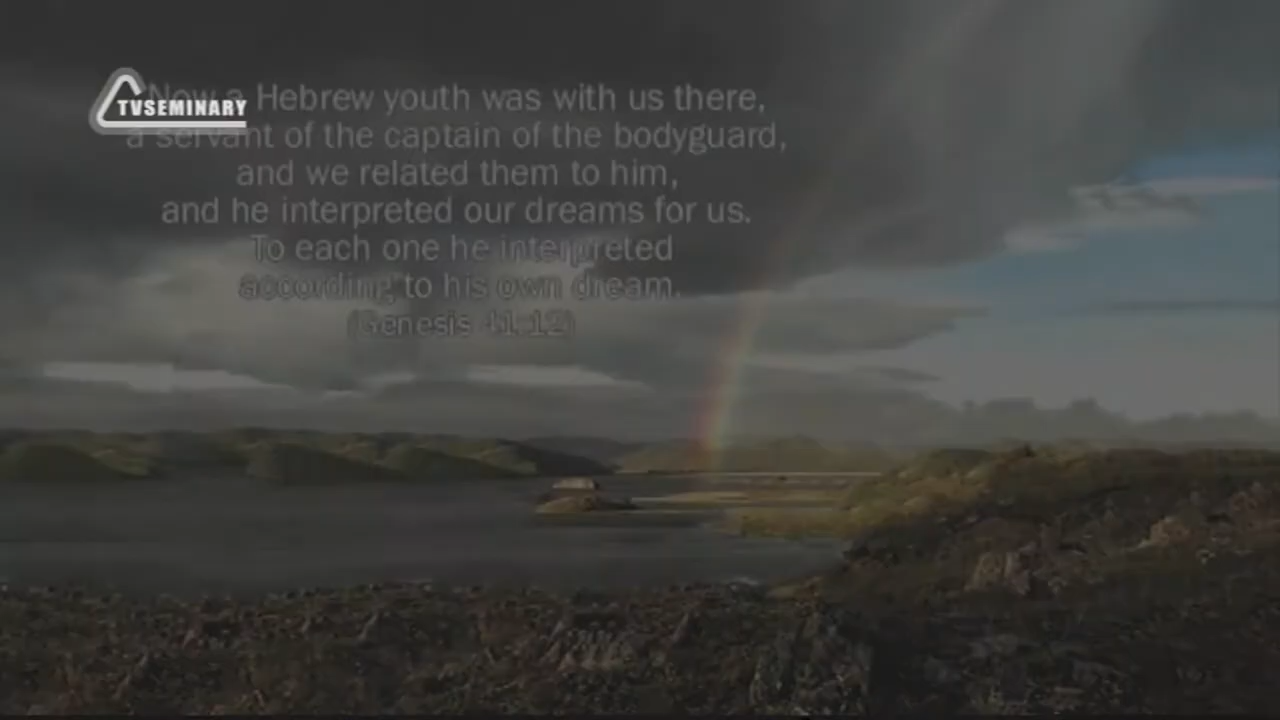 TVSEMINARY
Now a Hebrew youth was with us there,
a servant of the captain of the bodyguard,
and we related them to him,
and he interpreted our dreams for us.
To each one he interpreted
according to his own dream.
(Genesis 41:12)